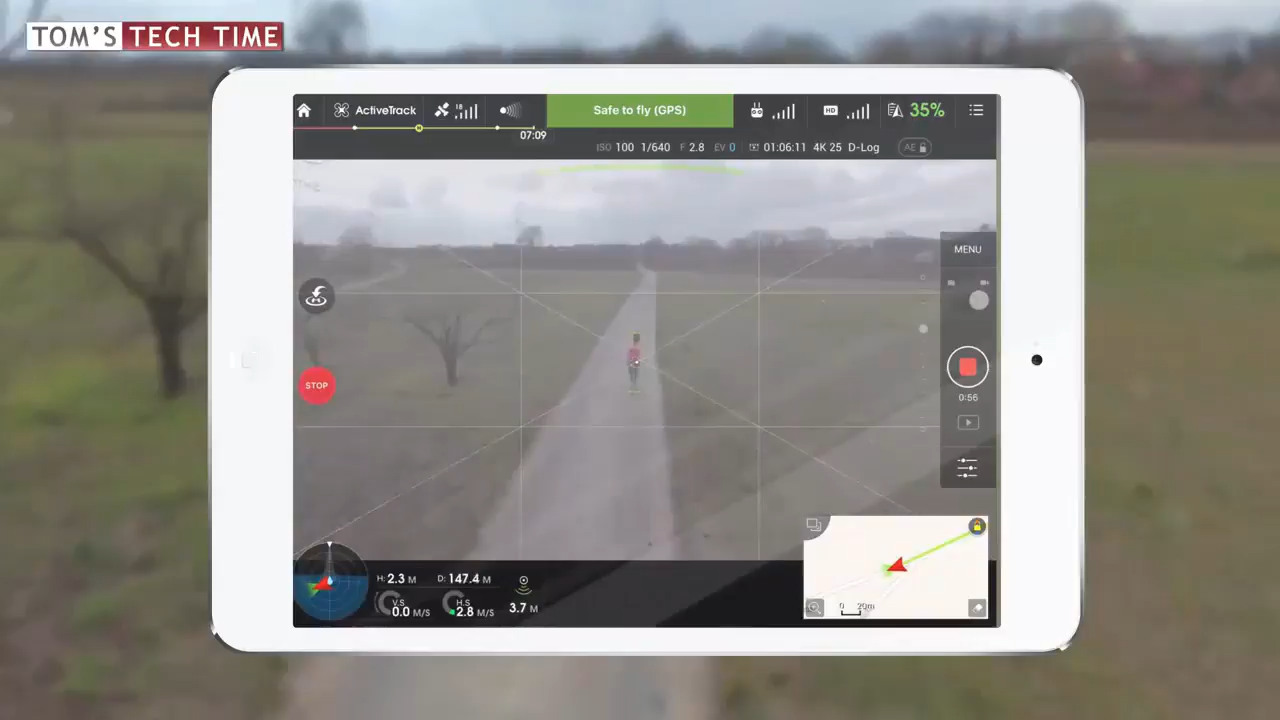 TOM'S TECH TIME
ActiveTrack
18
Safe to fly (GPS)
HD
35%
H
07:09
ISO 100 1/640 F 2.8 EV 0 01:06:11 4K 25 D-Log AE
MENU
STOP
0:56
H: 2.3 M D: 147.4 M
V.S 0.0 M/S H.S 2.8 M/S 3.7 M
0 20m